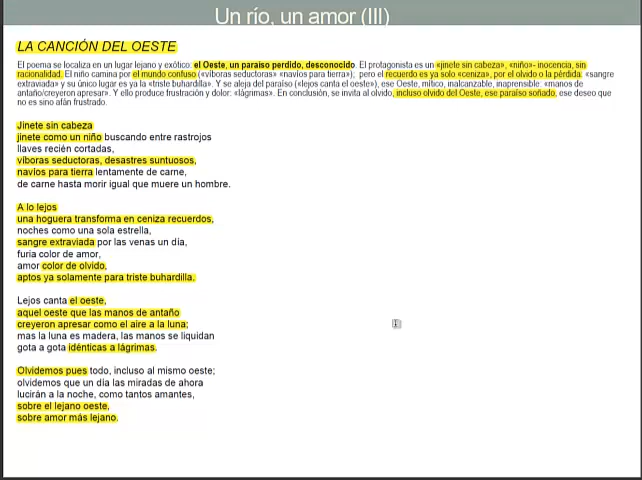 Un río, un amor (III)
LA CANCIÓN DEL OESTE
El poema se localiza en un lugar lejano y exótico: el Oeste, un paraíso perdido, desconocido. El protagonista es un «jinete sin cabeza», «niño»- inocencia, sin
racionalidad. El niño camina por el mundo confuso («víboras seductoras» «navíos para tierra»); pero el recuerdo es ya solo «ceniza», por el olvido o la pérdida: «sangre
extraviada» y su único lugar es ya la «triste buhardilla». Y se aleja del paraíso («lejos canta el oeste»), ese Oeste, mítico, inalcanzable, inaprensible: «manos de
antaño/creyeron apresar». Y ello produce frustración y dolor: «lágrimas». En conclusión, se invita al olvido, incluso olvido del Oeste, ese paraíso soñado, ese deseo que
no es sino afán frustrado.
Jinete sin cabeza
jinete como un niño buscando entre rastrojos
llaves recién cortadas,
víboras seductoras, desastres suntuosos,
navíos para tierra lentamente de carne,
de carne hasta morir igual que muere un hombre.
A lo lejos
una hoguera transforma en ceniza recuerdos,
noches como una sola estrella,
sangre extraviada por las venas un día,
furia color de amor,
amor color de olvido,
aptos ya solamente para triste buhardilla.
Lejos canta el oeste,
aquel oeste que las manos de antaño
creyeron apresar como el aire a la luna;
mas la luna es madera, las manos se liquidan
gota a gota idénticas a lágrimas.
Olvidemos pues todo, incluso al mismo oeste;
olvidemos que un día las miradas de ahora
lucirán a la noche, como tantos amantes,
sobre el lejano oeste,
sobre amor más lejano.